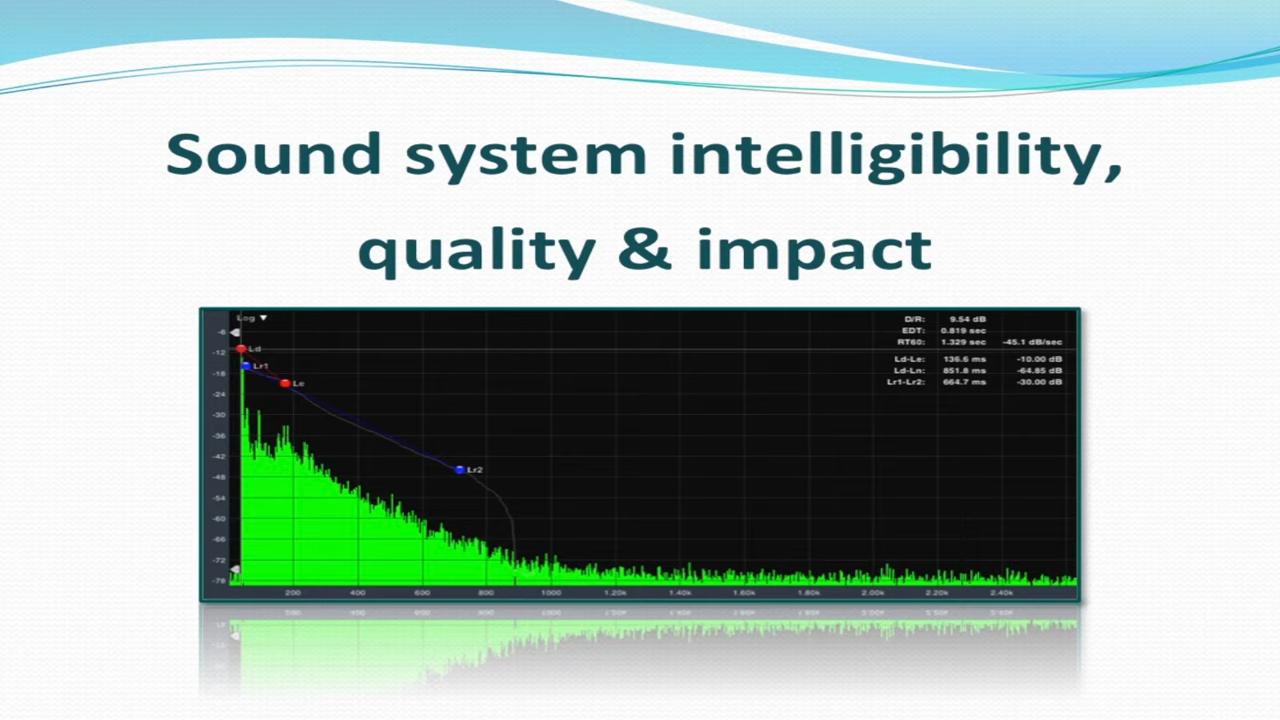 Sound system intelligibility,
quality & impact
Log ▼
D/R: 9.54 dB
EDT: 0.819 sec
RT60: 1.329 sec -45.1 dB/sec
Ld-Le: 136.6 ms -10.00 dB
Ld-Ln: 851.8 ms -64.85 dB
Lr1-Lr2: 664.7 ms -30.00 dB
-6
Ld
-12
Lr1
-18
Le
-24
-30
-36
-42
Lr2
-48
-54
-60
-66
-72
-78
200 400 600 800 1000 1.20k 1.40k 1.60k 1.80k 2.00k 2.20k 2.40k